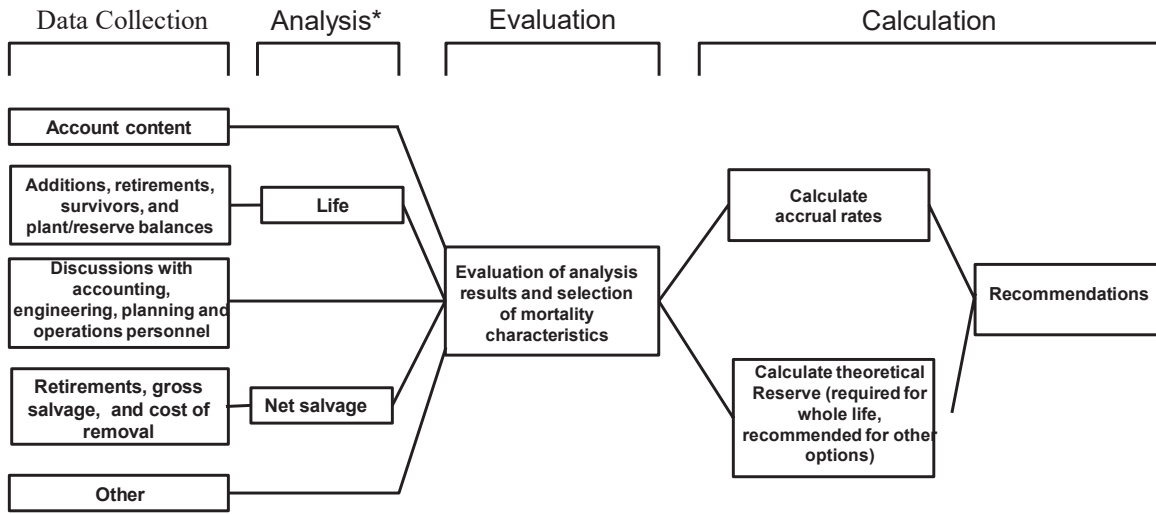 Data Collection
Analysis*
Evaluation
Calculation
Account content
Additions, retirements,
survivors, and
plant/reserve balances
Life
Discussions with
accounting,
engineering, planning and
operations personnel
Retirements, gross
salvage, and cost of
removal
Net salvage
Other
Evaluation of analysis
results and selection
of mortality
characteristics
Calculate
accrual rates
Calculate theoretical
Reserve (required for
whole life,
recommended for other
options)
Recommendations